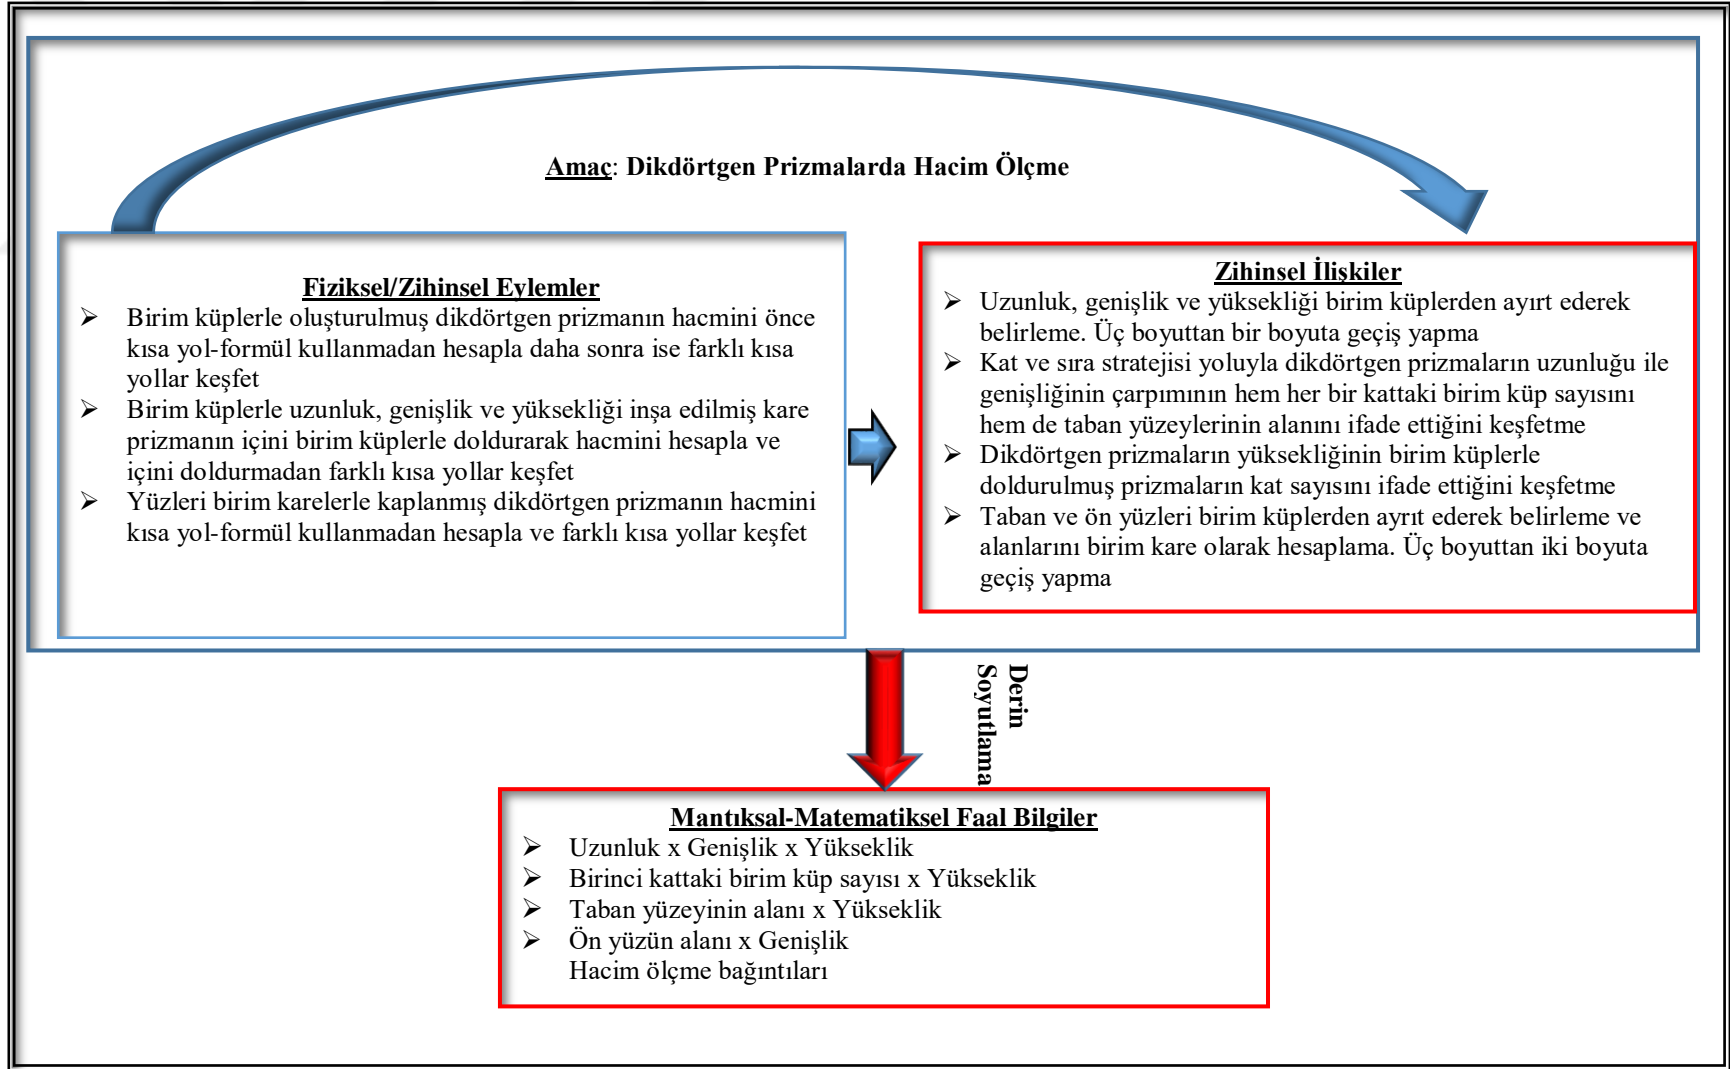 Amaç: Dikdörtgen Prizmalarda Hacim Ölçme
Fiziksel/Zihinsel Eylemler
➢ Birim küplerle oluşturulmuş dikdörtgen prizmanın hacmini önce
kısa yol-formül kullanmadan hesapla daha sonra ise farklı kısa
yollar keşfet
➢ Birim küplerle uzunluk, genişlik ve yüksekliği inşa edilmiş kare
prizmanın içini birim küplerle doldurarak hacmini hesapla ve
içini doldurmadan farklı kısa yollar keşfet
➢ Yüzleri birim karelerle kaplanmış dikdörtgen prizmanın hacmini
kısa yol-formül kullanmadan hesapla ve farklı kısa yollar keşfet
Zihinsel İlişkiler
➢ Uzunluk, genişlik ve yüksekliği birim küplerden ayırt ederek
belirleme. Üç boyuttan bir boyuta geçiş yapma
➢ Kat ve sıra stratejisi yoluyla dikdörtgen prizmaların uzunluğu ile
genişliğinin çarpımının hem her bir kattaki birim küp sayısını
hem de taban yüzeylerinin alanını ifade ettiğini keşfetme
➢ Dikdörtgen prizmaların yüksekliğinin birim küplerle
doldurulmuş prizmaların kat sayısını ifade ettiğini keşfetme
➢ Taban ve ön yüzleri birim küplerden ayrıt ederek belirleme ve
alanlarını birim kare olarak hesaplama. Üç boyuttan iki boyuta
geçiş yapma
Derin
Soyutlama
Mantıksal-Matematiksel Faal Bilgiler
➢ Uzunluk x Genişlik x Yükseklik
➢ Birinci kattaki birim küp sayısı x Yükseklik
➢ Taban yüzeyinin alanı x Yükseklik
➢ Ön yüzün alanı x Genişlik
Hacim ölçme bağıntıları